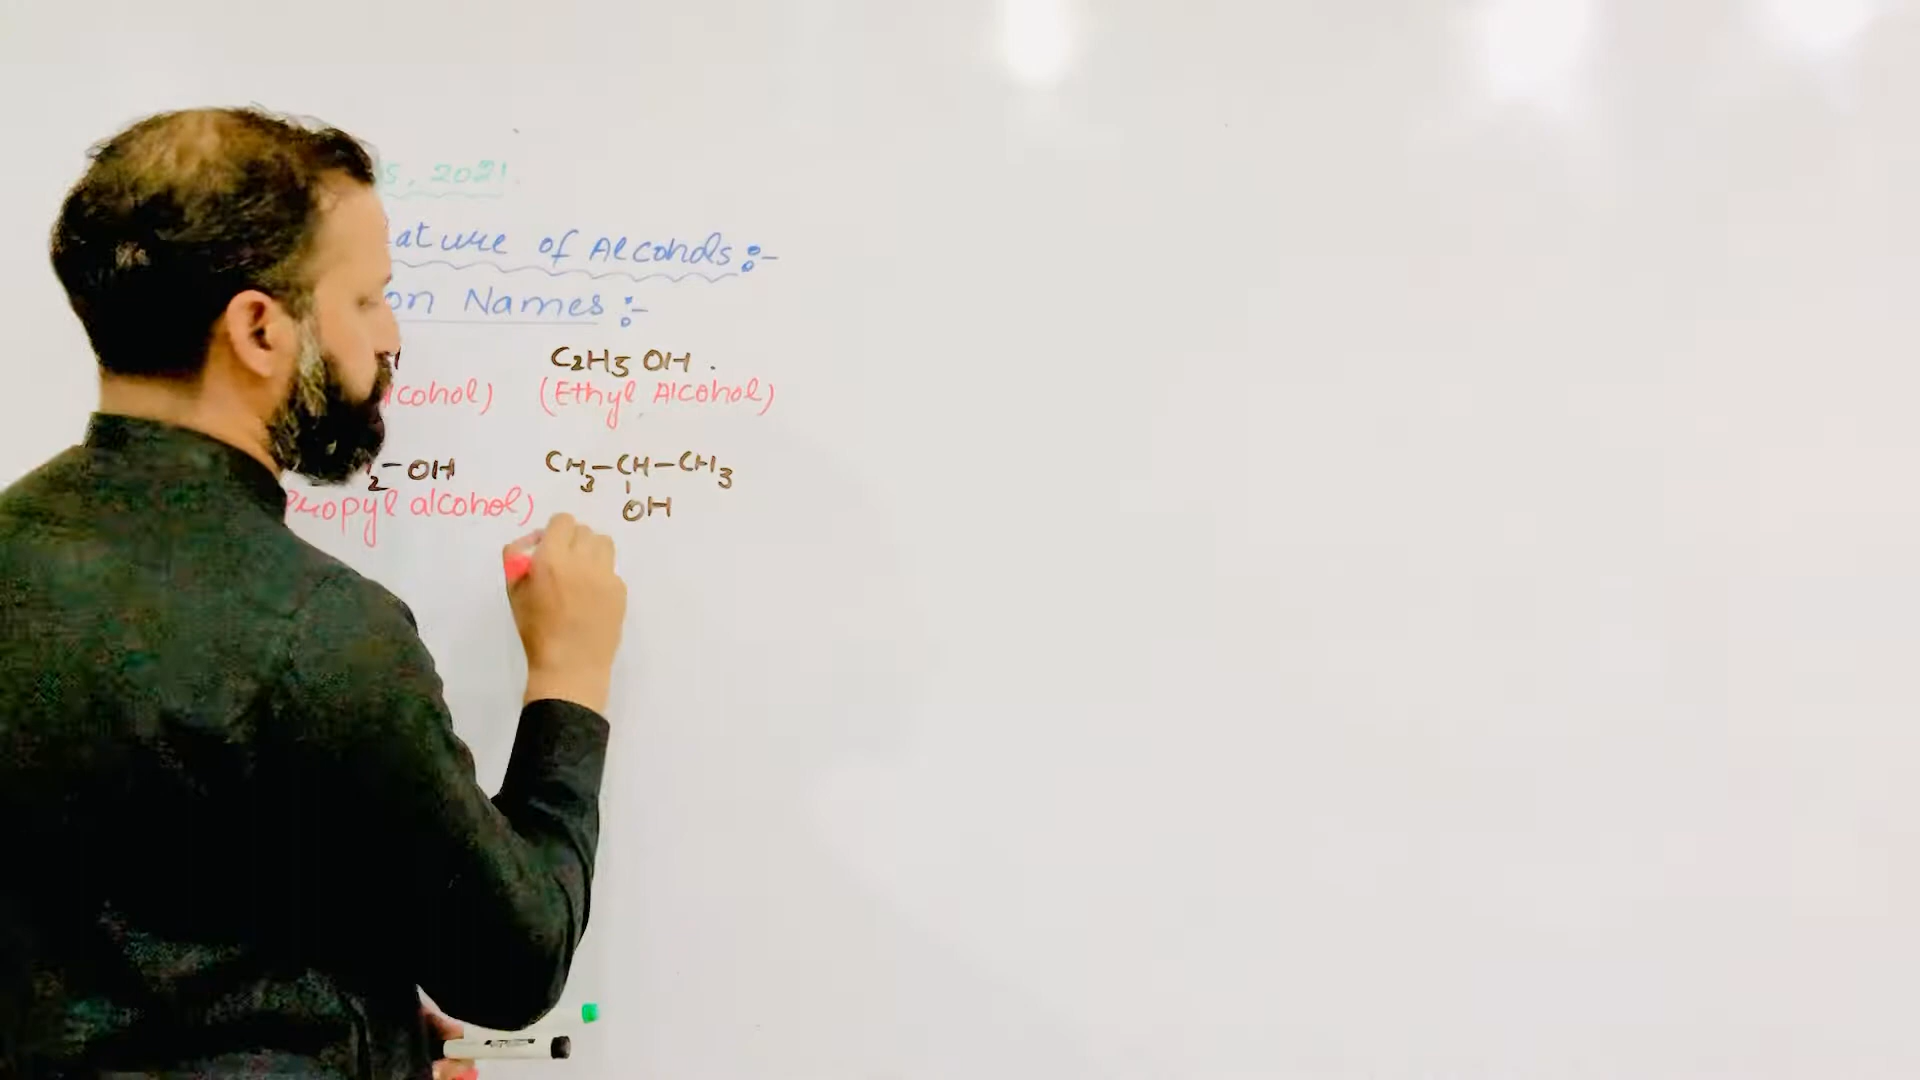 5, 2021.
ature of Alcohols:-
on Names:-
H C2H5 OH.
lcohol) (Ethyl Alcohol)
2-OH CH3-CH-CH3
Propyl alcohol) OH